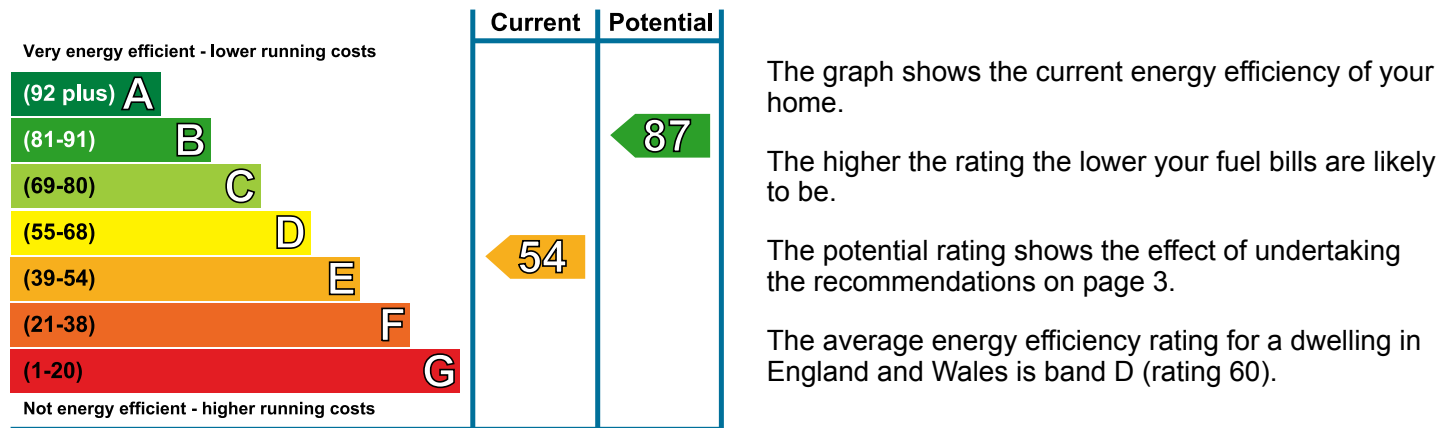 Current Potential
Very energy efficient - lower running costs
(92 plus) A
(81-91) B
87
(69-80) C
(55-68) D
54
(39-54) E
(21-38) F
(1-20) G
Not energy efficient - higher running costs
The graph shows the current energy efficiency of your
home.
The higher the rating the lower your fuel bills are likely
to be.
The potential rating shows the effect of undertaking
the recommendations on page 3.
The average energy efficiency rating for a dwelling in
England and Wales is band D (rating 60).